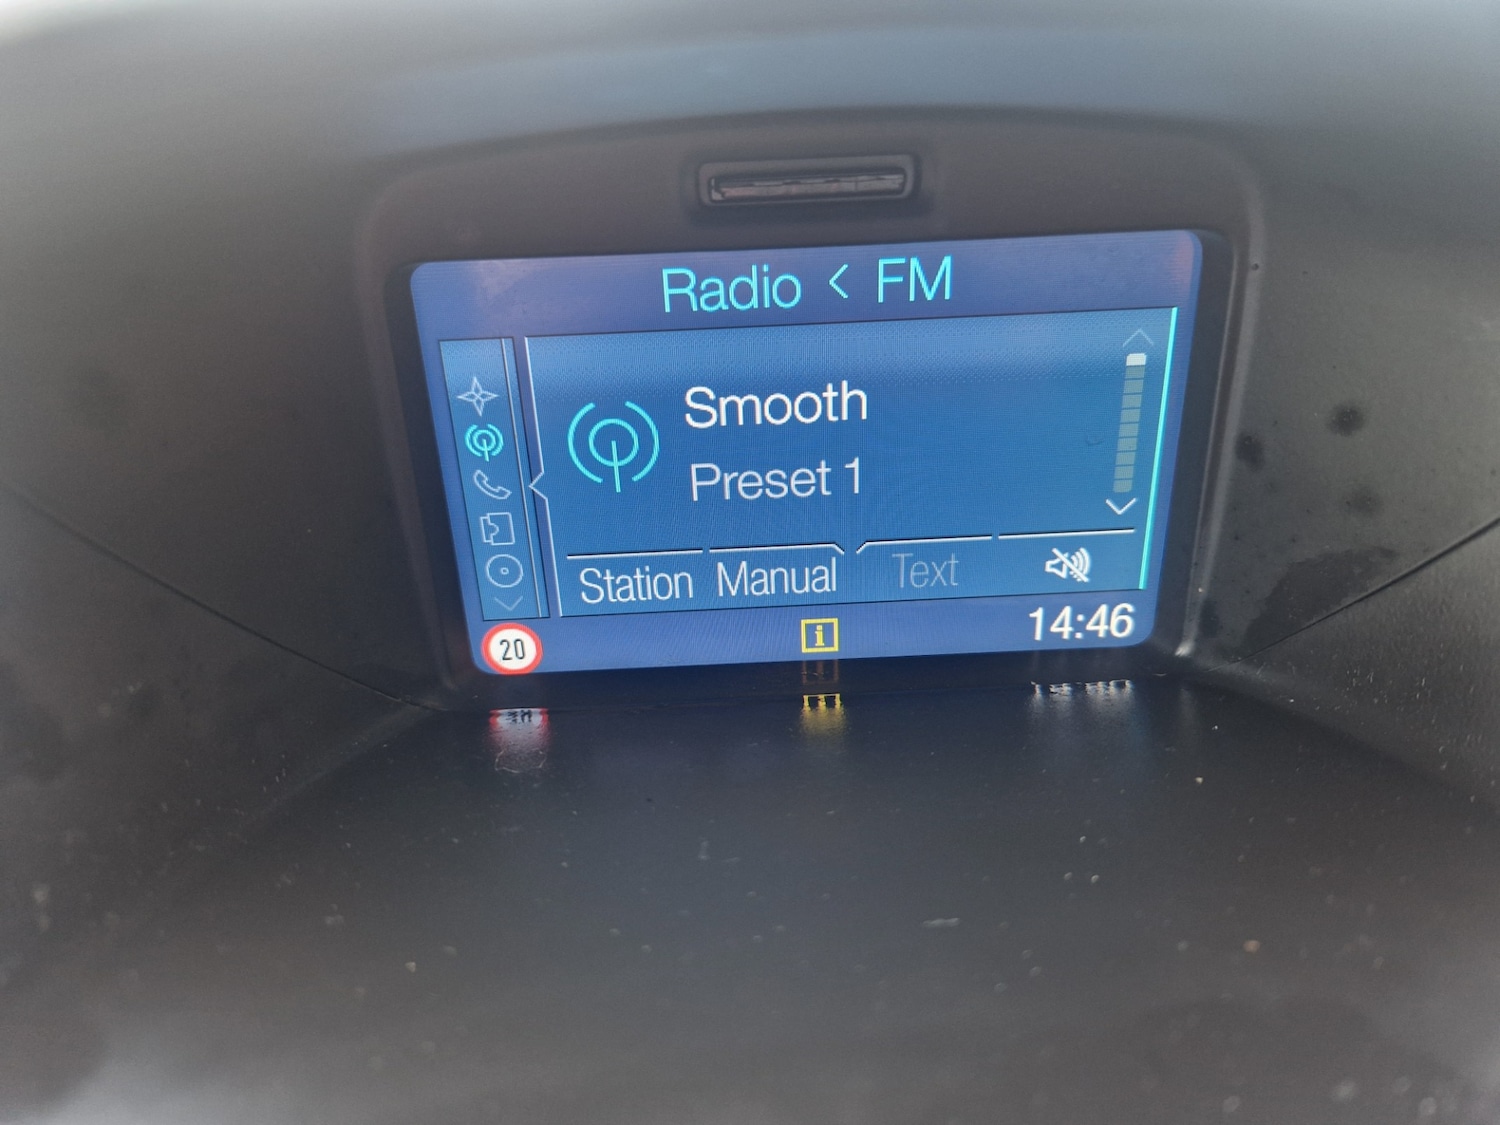 Radio < FM
Smooth
Preset 1
Station Manual Text
20 i 14:46